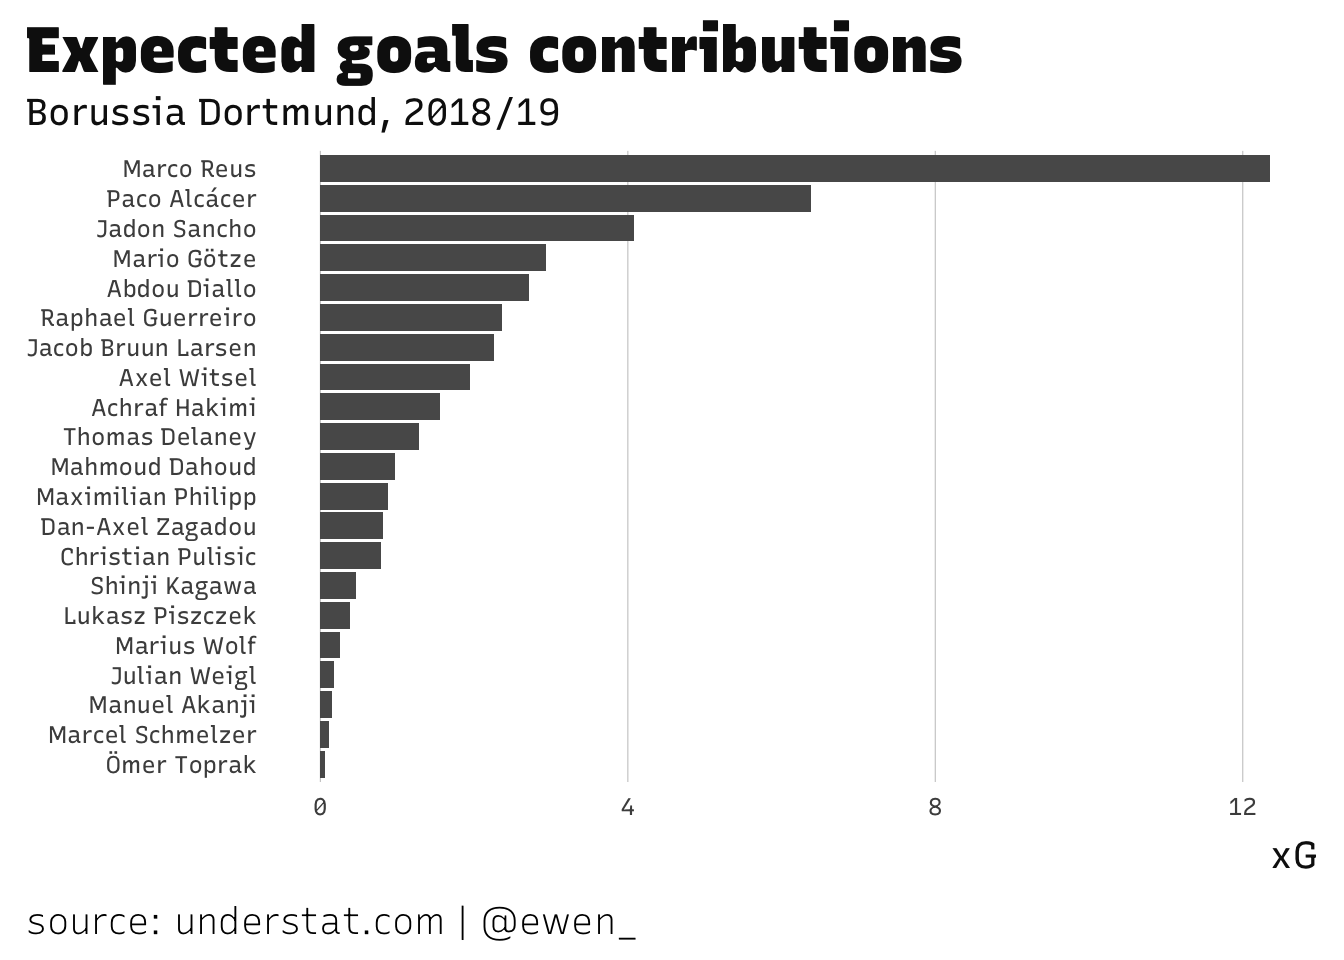 Expected goals contributions
Borussia Dortmund, 2018/19
Marco Reus
Paco Alcácer
Jadon Sancho
Mario Götze
Abdou Diallo
Raphael Guerreiro
Jacob Bruun Larsen
Axel Witsel
Achraf Hakimi
Thomas Delaney
Mahmoud Dahoud
Maximilian Philipp
Dan-Axel Zagadou
Christian Pulisic
Shinji Kagawa
Lukasz Piszczek
Marius Wolf
Julian Weigl
Manuel Akanji
Marcel Schmelzer
Ömer Toprak
0 4 8 12
xG
source: understat.com | @ewen_